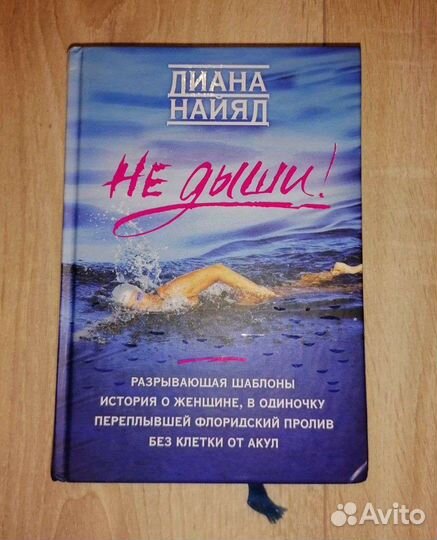 ДИАНА
НАЙЯД
НЕ ДЫШИ!
РАЗРЫВАЮЩАЯ ШАБЛОНЫ
ИСТОРИЯ О ЖЕНЩИНЕ, В ОДИНОЧКУ
ПЕРЕПЛЫВШЕЙ ФЛОРИДСКИЙ ПРОЛИВ
БЕЗ КЛЕТКИ ОТ АКУЛ
Avito